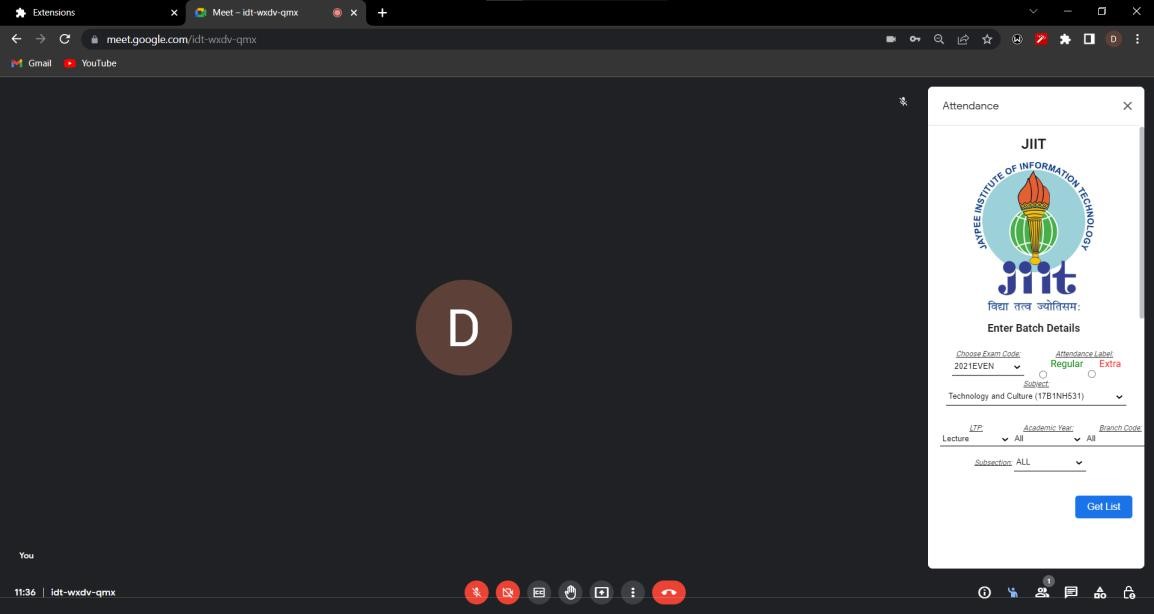 Extensions
Meet – idt-wxdv-qmx
meet.google.com/idt-wxdv-qmx
D
Gmail
YouTube
Attendance
JIIT
JAYPEE INSTITUTE OF INFORMATION TECHNOLOGY
jiit
विद्या तत्व ज्योतिसम:
Enter Batch Details
Choose Exam Code:
Attendance Label:
2021EVEN
Regular
Extra
Subject:
Technology and Culture (17B1NH531)
LTP:
Academic Year:
Branch Code:
Lecture
All
All
Subsection: ALL
Get List
D
You
11:36 | idt-wxdv-qmx
CC
1